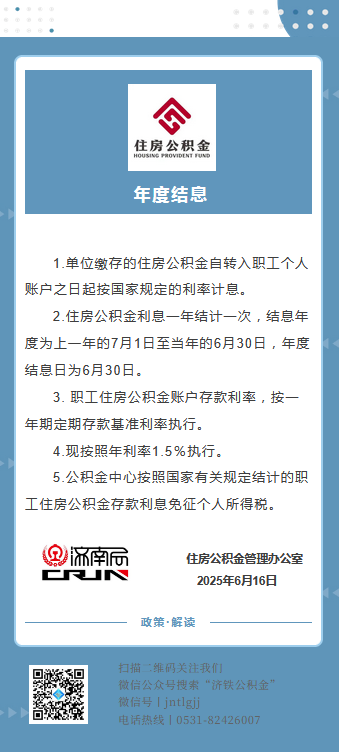 住房公积金
HOUSING PROVIDENT FUND
年度结息
1.单位缴存的住房公积金自转入职工个人
账户之日起按国家规定的利率计息。
2.住房公积金利息一年结计一次，结息年
度为上一年的7月1日至当年的6月30日，年度
结息日为6月30日。
3. 职工住房公积金账户存款利率，按一
年期定期存款基准利率执行。
4.现按照年利率1.5%执行。
5.公积金中心按照国家有关规定结计的职
工住房公积金存款利息免征个人所得税。
济南局
CRJN
住房公积金管理办公室
2025年6月16日
政策·解读
扫描二维码关注我们
微信公众号搜索“济铁公积金”
微信号丨jntlgjj
电话热线丨0531-82426007